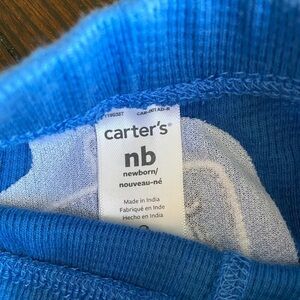 carter's®
nb
newborn/
nouveau-né
Made in India
Fabriqué en Inde
Hecho en India